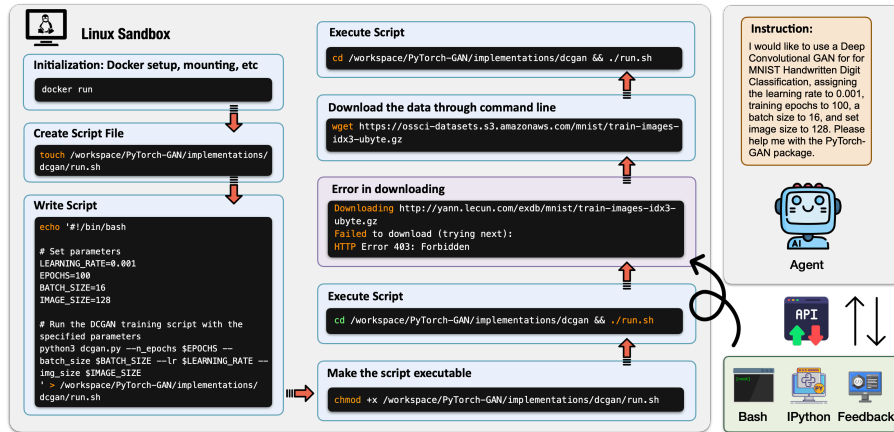 Linux Sandbox
Initialization: Docker setup, mounting, etc
docker run
Create Script File
touch /workspace/PyTorch-GAN/implementations/
dcgan/run.sh
Write Script
echo '#!/bin/bash
# Set parameters
LEARNING_RATE=0.001
EPOCHS=100
BATCH_SIZE=16
IMAGE_SIZE=128
# Run the DCGAN training script with the
specified parameters
python3 dcgan.py --n_epochs $EPOCHS --
batch_size $BATCH_SIZE --lr $LEARNING_RATE --
img_size $IMAGE_SIZE
' > /workspace/PyTorch-GAN/implementations/
dcgan/run.sh
Execute Script
cd /workspace/PyTorch-GAN/implementations/dcgan && ./run.sh
Download the data through command line
wget https://ossci-datasets.s3.amazonaws.com/mnist/train-images-
idx3-ubyte.gz
Error in downloading
Downloading http://yann.lecun.com/exdb/mnist/train-images-idx3-
ubyte.gz
Failed to download (trying next):
HTTP Error 403: Forbidden
Execute Script
cd /workspace/PyTorch-GAN/implementations/dcgan && ./run.sh
Make the script executable
chmod +x /workspace/PyTorch-GAN/implementations/dcgan/run.sh
Instruction:
I would like to use a Deep
Convolutional GAN for for
MNIST Handwritten Digit
Classification, assigning
the learning rate to 0.001,
training epochs to 100, a
batch size to 16, and set
image size to 128. Please
help me with the PyTorch-
GAN package.
AI
Agent
API
Bash
IPython
Feedback